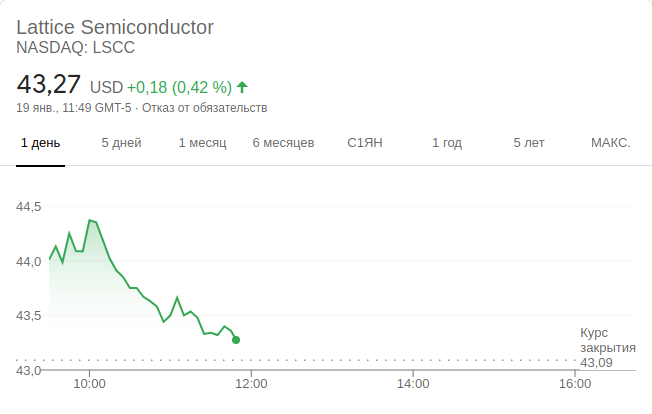 Lattice Semiconductor
NASDAQ: LSCC
43,27 USD +0,18 (0,42 %)
19 янв., 11:49 GMT-5 · Отказ от обязательств
1 день 5 дней 1 месяц 6 месяцев С1ЯН 1 год 5 лет МАКС.
44,5
44,0
43,5
43,0
Курс
закрытия
43,09
10:00 12:00 14:00 16:00